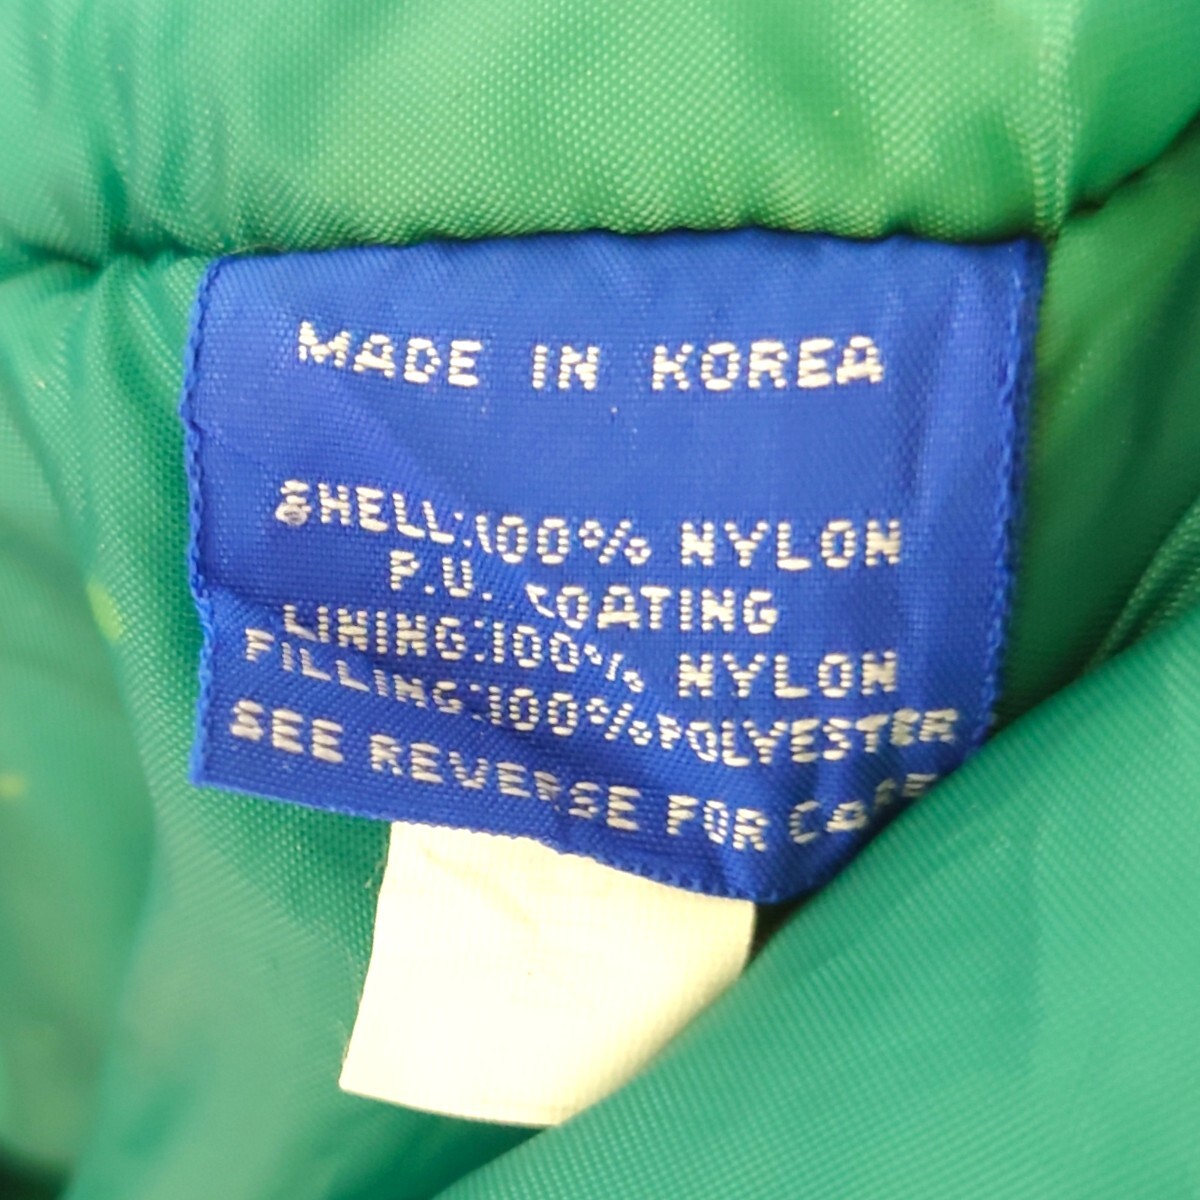 MADE IN KOREA
SHELL:100% NYLON
P.U. COATING
LINING:100% NYLON
FILLING:100%POLYESTER
SEE REVERSE FOR CARE